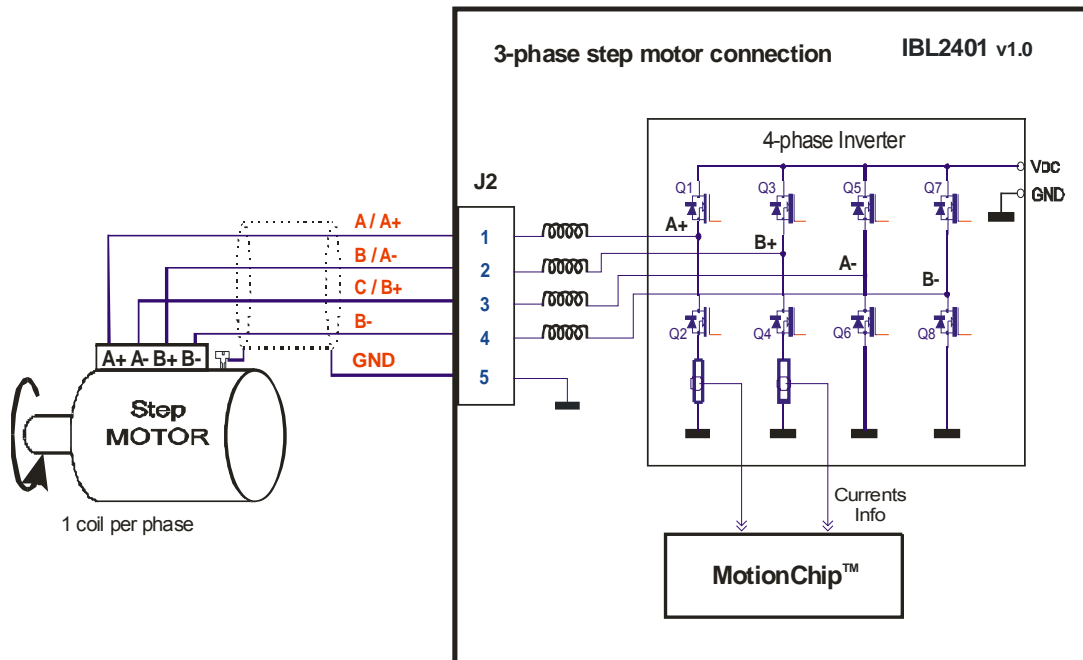 3-phase step motor connection
IBL2401 v1.0
4-phase Inverter
VDC
GND
J2
Q1
Q3
Q5
Q7
A / A+
B / A-
C / B+
B-
GND
1
2
3
4
5
A+
B+
A-
B-
Q2
Q4
Q6
Q8
A+ A- B+ B-
Step
MOTOR
1 coil per phase
Currents
Info
MotionChip™